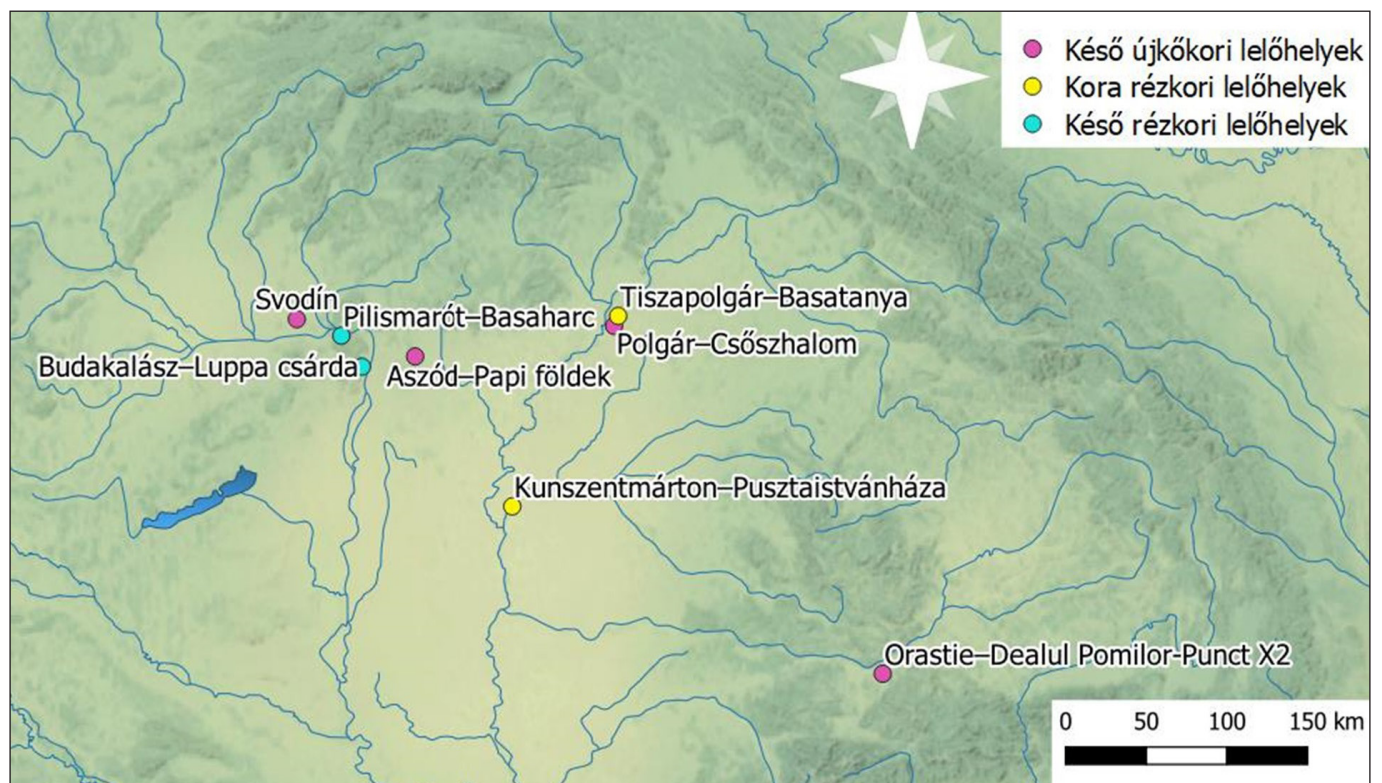 Késő újkőkori lelőhelyek
Kora rézkori lelőhelyek
Késő rézkori lelőhelyek
Svodín
Tiszapolgár–Basatanya
Pilismarót–Basaharc
Polgár–Csőszhalom
Budakalász–Luppa csárda
Aszód–Papi földek
Kunszentmárton–Pusztaistvánháza
Orastie–Dealul Pomilor-Punct X2
0 50 100 150 km